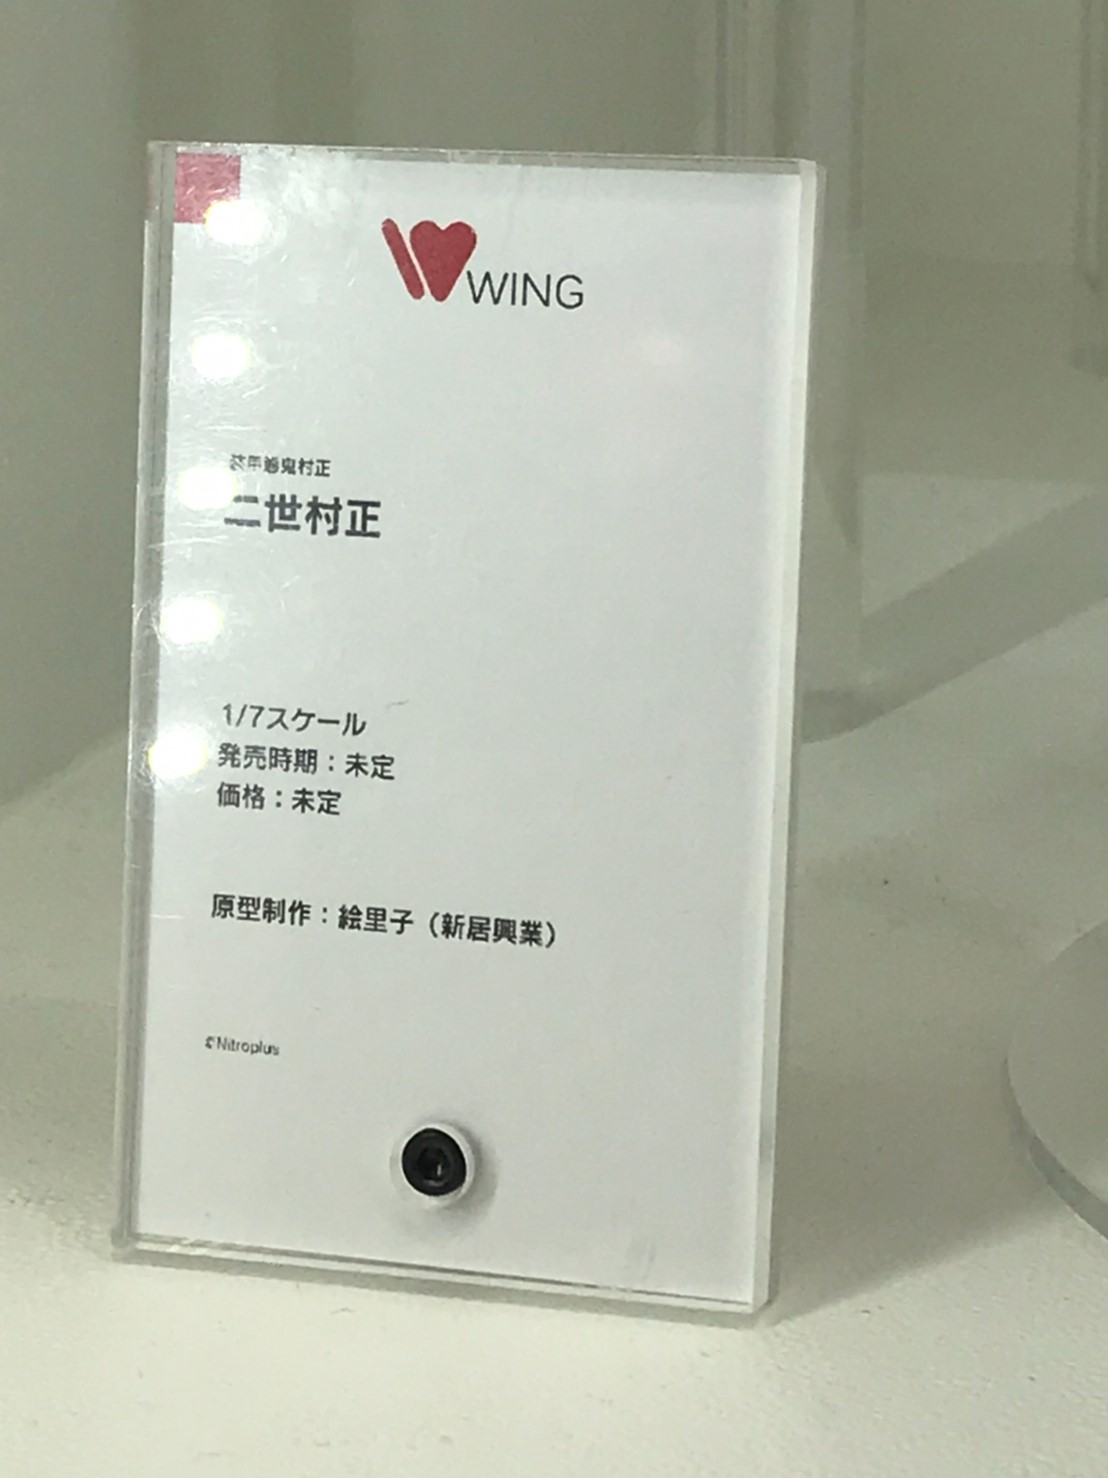 WING
装甲悪鬼村正
二世村正
1/7スケール
発売時期：未定
価格：未定
原型制作：絵里子（新居興業）
©Nitroplus